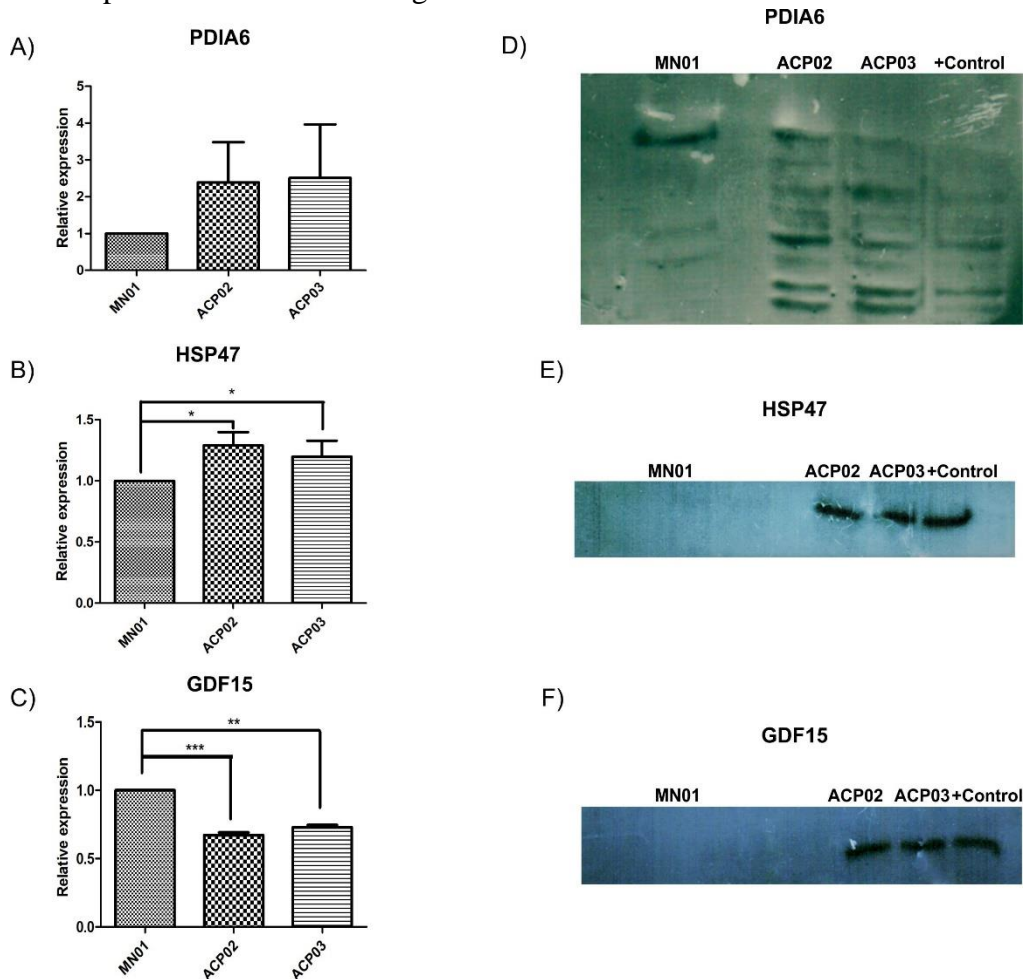 A)
PDIA6
Relative expression
5
4
3
2
1
0
MN01
ACP02
ACP03
B)
HSP47
Relative expression
1.5
1.0
0.5
0.0
*
*
MN01
ACP02
ACP03
C)
GDF15
Relative expression
1.5
1.0
0.5
0.0
**
***
MN01
ACP02
ACP03
D)
PDIA6
MN01 ACP02 ACP03 +Control
E)
HSP47
MN01 ACP02 ACP03 +Control
F)
GDF15
MN01 ACP02 ACP03 +Control